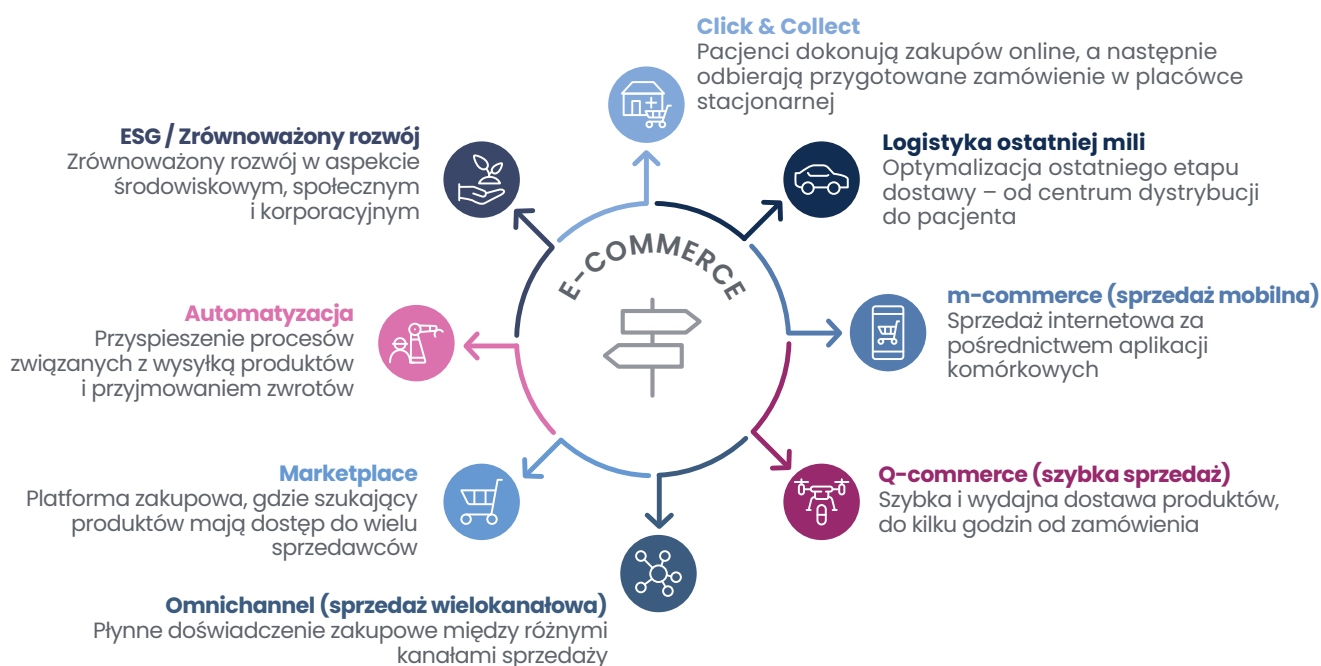 Click & Collect
Pacjenci dokonują zakupów online, a następnie
odbierają przygotowane zamówienie w placówce
stacjonarnej
Logistyka ostatniej mili
Optymalizacja ostatniego etapu
dostawy – od centrum dystrybucji
do pacjenta
m-commerce (sprzedaż mobilna)
Sprzedaż internetowa za
pośrednictwem aplikacji
komórkowych
Q-commerce (szybka sprzedaż)
Szybka i wydajna dostawa produktów,
do kilku godzin od zamówienia
Omnichannel (sprzedaż wielokanałowa)
Płynne doświadczenie zakupowe między różnymi
kanałami sprzedaży
Marketplace
Platforma zakupowa, gdzie szukający
produktów mają dostęp do wielu
sprzedawców
Automatyzacja
Przyspieszenie procesów
związanych z wysyłką produktów
i przyjmowaniem zwrotów
ESG / Zrównoważony rozwój
Zrównoważony rozwój w aspekcie
środowiskowym, społecznym
i korporacyjnym
E-COMMERCE